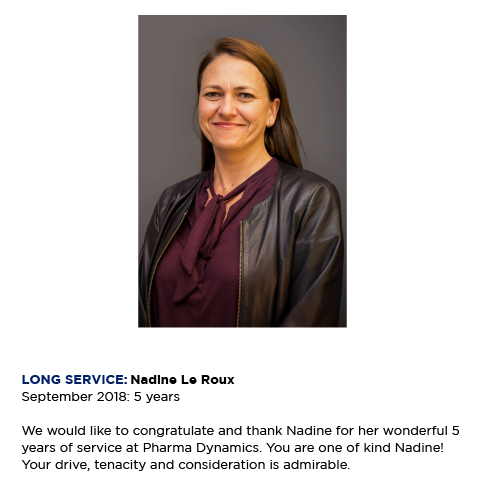 LONG SERVICE: Nadine Le Roux
September 2018: 5 years
We would like to congratulate and thank Nadine for her wonderful 5
years of service at Pharma Dynamics. You are one of kind Nadine!
Your drive, tenacity and consideration is admirable.